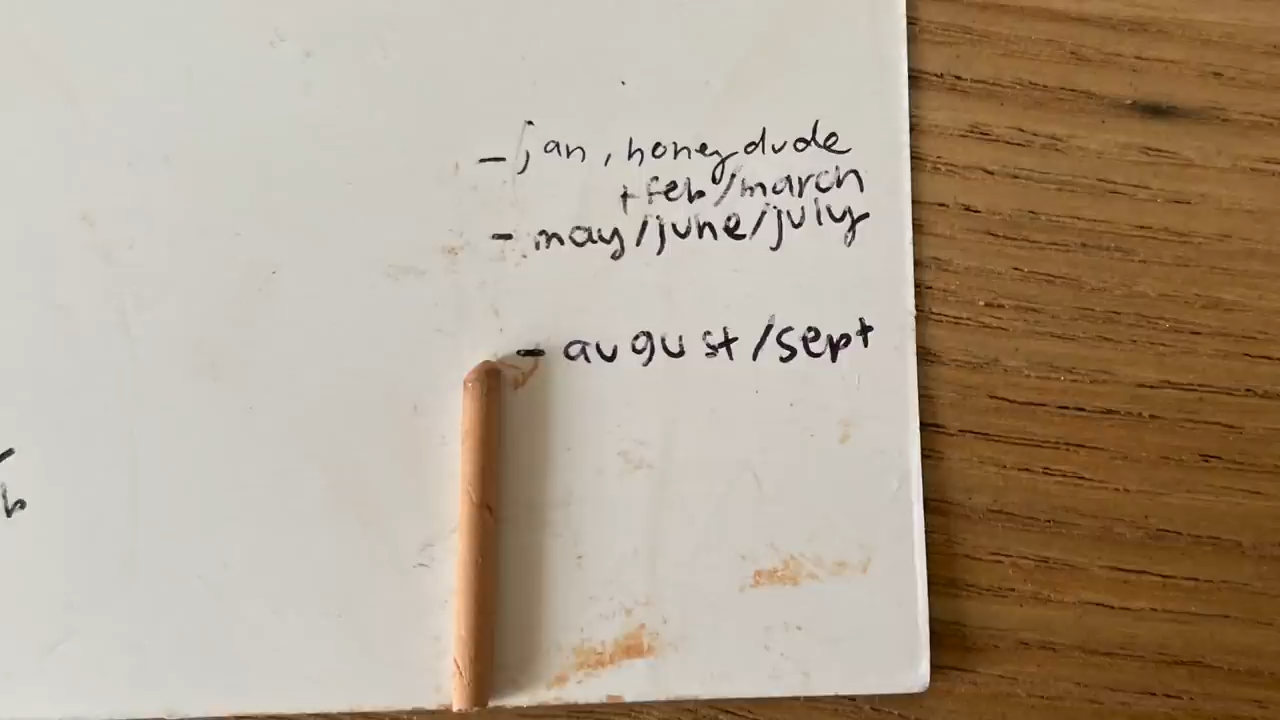 - jan, honeydude
+feb/march
- may/june/july
- august/sept